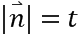 |n⃗| = t